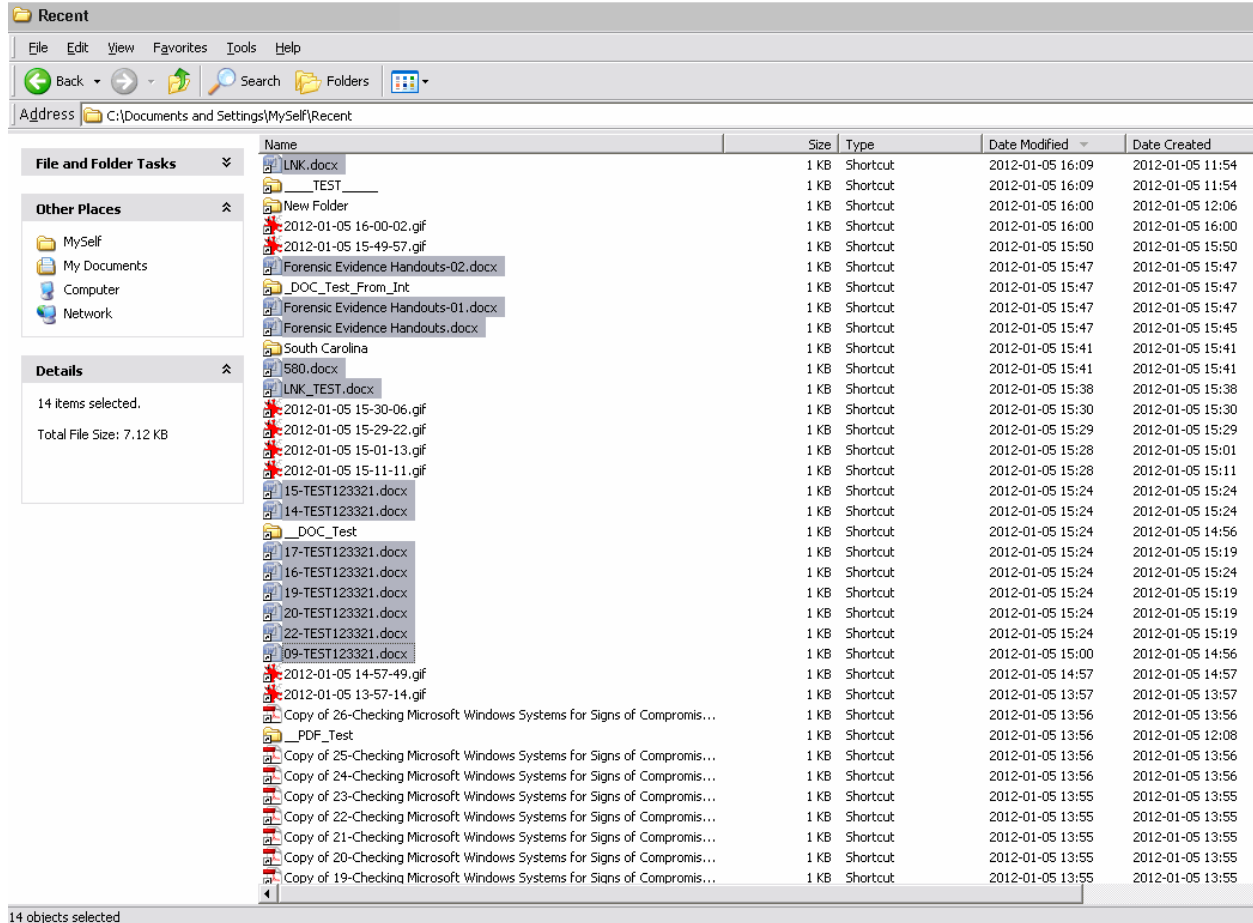 Recent
File Edit View Favorites Tools Help
Back Search Folders
Address C:\Documents and Settings\MySelf\Recent
File and Folder Tasks
Other Places
MySelf
My Documents
Computer
Network
Details
14 items selected.
Total File Size: 7.12 KB
Name Size Type Date Modified Date Created
LNK.docx 1 KB Shortcut 2012-01-05 16:09 2012-01-05 11:54
____TEST_____ 1 KB Shortcut 2012-01-05 16:09 2012-01-05 11:54
New Folder 1 KB Shortcut 2012-01-05 16:00 2012-01-05 12:06
2012-01-05 16-00-02.gif 1 KB Shortcut 2012-01-05 16:00 2012-01-05 16:00
2012-01-05 15-49-57.gif 1 KB Shortcut 2012-01-05 15:50 2012-01-05 15:50
Forensic Evidence Handouts-02.docx 1 KB Shortcut 2012-01-05 15:47 2012-01-05 15:47
_DOC_Test_From_Int 1 KB Shortcut 2012-01-05 15:47 2012-01-05 15:47
Forensic Evidence Handouts-01.docx 1 KB Shortcut 2012-01-05 15:47 2012-01-05 15:47
Forensic Evidence Handouts.docx 1 KB Shortcut 2012-01-05 15:47 2012-01-05 15:45
South Carolina 1 KB Shortcut 2012-01-05 15:41 2012-01-05 15:41
580.docx 1 KB Shortcut 2012-01-05 15:41 2012-01-05 15:41
LNK_TEST.docx 1 KB Shortcut 2012-01-05 15:38 2012-01-05 15:38
2012-01-05 15-30-06.gif 1 KB Shortcut 2012-01-05 15:30 2012-01-05 15:30
2012-01-05 15-29-22.gif 1 KB Shortcut 2012-01-05 15:29 2012-01-05 15:29
2012-01-05 15-01-13.gif 1 KB Shortcut 2012-01-05 15:28 2012-01-05 15:01
2012-01-05 15-11-11.gif 1 KB Shortcut 2012-01-05 15:28 2012-01-05 15:11
15-TEST123321.docx 1 KB Shortcut 2012-01-05 15:24 2012-01-05 15:24
14-TEST123321.docx 1 KB Shortcut 2012-01-05 15:24 2012-01-05 15:24
__DOC_Test 1 KB Shortcut 2012-01-05 15:24 2012-01-05 14:56
17-TEST123321.docx 1 KB Shortcut 2012-01-05 15:24 2012-01-05 15:19
16-TEST123321.docx 1 KB Shortcut 2012-01-05 15:24 2012-01-05 15:24
19-TEST123321.docx 1 KB Shortcut 2012-01-05 15:24 2012-01-05 15:19
20-TEST123321.docx 1 KB Shortcut 2012-01-05 15:24 2012-01-05 15:19
22-TEST123321.docx 1 KB Shortcut 2012-01-05 15:24 2012-01-05 15:19
09-TEST123321.docx 1 KB Shortcut 2012-01-05 15:00 2012-01-05 14:56
2012-01-05 14-57-49.gif 1 KB Shortcut 2012-01-05 14:57 2012-01-05 14:57
2012-01-05 13-57-14.gif 1 KB Shortcut 2012-01-05 13:57 2012-01-05 13:57
Copy of 26-Checking Microsoft Windows Systems for Signs of Compromis... 1 KB Shortcut 2012-01-05 13:56 2012-01-05 13:56
__PDF_Test 1 KB Shortcut 2012-01-05 13:56 2012-01-05 12:08
Copy of 25-Checking Microsoft Windows Systems for Signs of Compromis... 1 KB Shortcut 2012-01-05 13:56 2012-01-05 13:56
Copy of 24-Checking Microsoft Windows Systems for Signs of Compromis... 1 KB Shortcut 2012-01-05 13:56 2012-01-05 13:56
Copy of 23-Checking Microsoft Windows Systems for Signs of Compromis... 1 KB Shortcut 2012-01-05 13:55 2012-01-05 13:55
Copy of 22-Checking Microsoft Windows Systems for Signs of Compromis... 1 KB Shortcut 2012-01-05 13:55 2012-01-05 13:55
Copy of 21-Checking Microsoft Windows Systems for Signs of Compromis... 1 KB Shortcut 2012-01-05 13:55 2012-01-05 13:55
Copy of 20-Checking Microsoft Windows Systems for Signs of Compromis... 1 KB Shortcut 2012-01-05 13:55 2012-01-05 13:55
Copy of 19-Checking Microsoft Windows Systems for Signs of Compromis... 1 KB Shortcut 2012-01-05 13:55 2012-01-05 13:55
14 objects selected